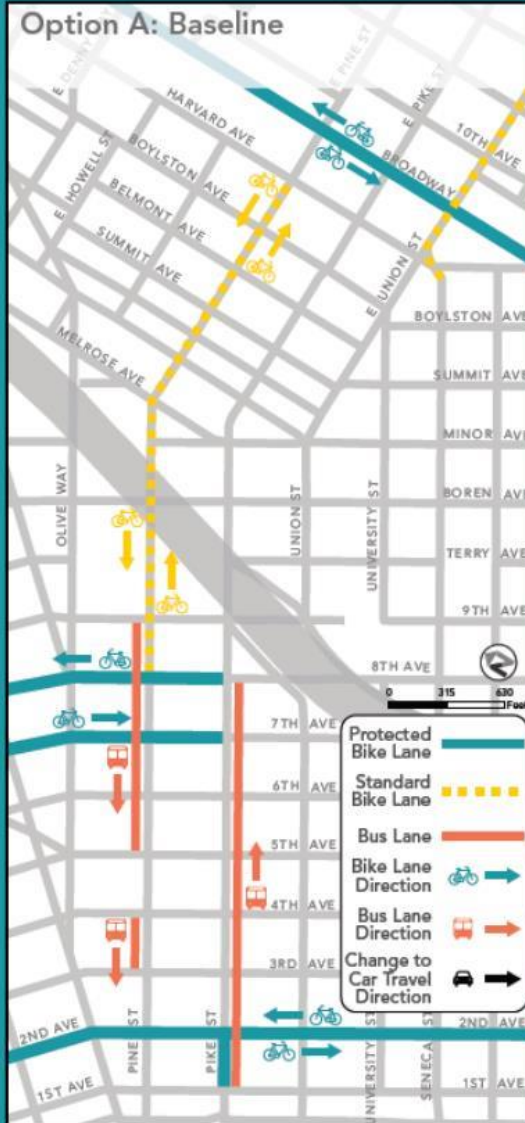 Option A: Baseline
E DENNY ST
E PINE ST
E PIKE ST
HARVARD AVE
10TH AVE
E HOWELL ST
BOYLSTON AVE
BROADWAY
BELMONT AVE
SUMMIT AVE
E UNION ST
BOYLSTON AVE
MELROSE AVE
SUMMIT AVE
MINOR AVE
OLIVE WAY
UNION ST
UNIVERSITY ST
BOREN AVE
TERRY AVE
9TH AVE
8TH AVE
0 315 630
Feet
7TH AVE
6TH AVE
5TH AVE
4TH AVE
3RD AVE
Protected
Bike Lane
Standard
Bike Lane
Bus Lane
Bike Lane
Direction
Bus Lane
Direction
Change to
Car Travel
Direction
2ND AVE
2ND AVE
PINE ST
PIKE ST
UNIVERSITY ST
SENECA ST
1ST AVE
1ST AVE